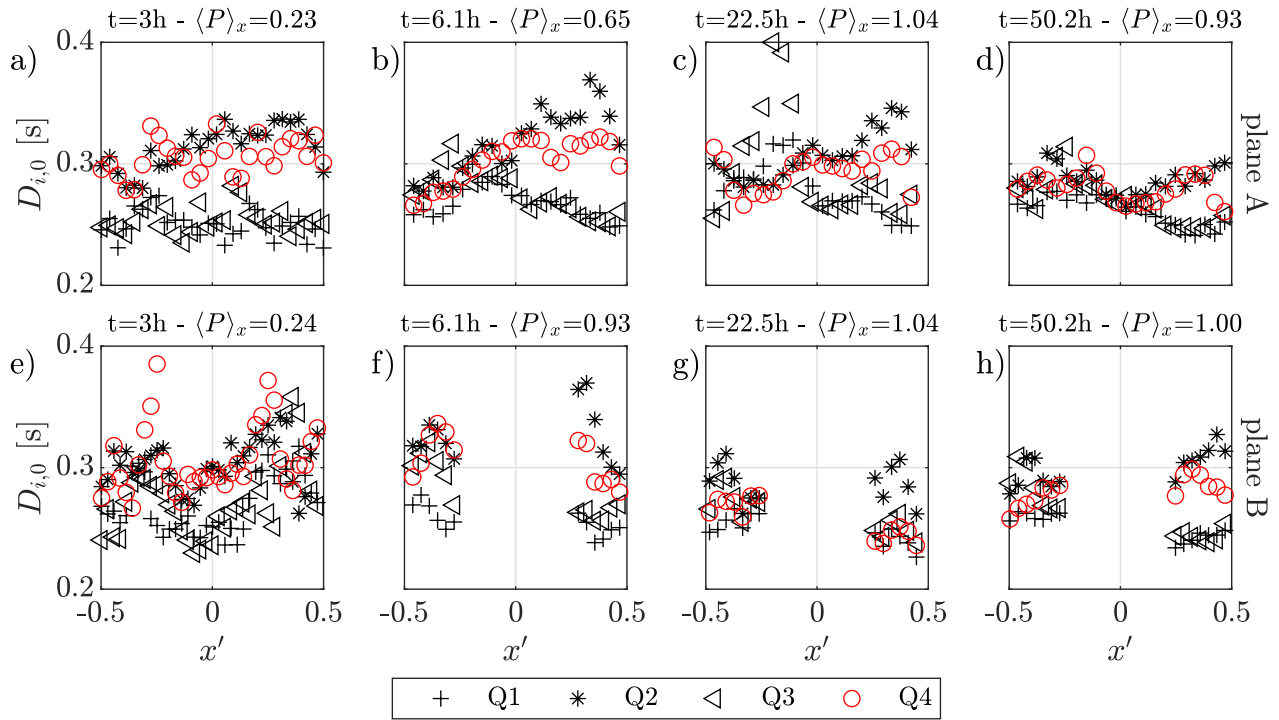 t=3h - ⟨P⟩x=0.23
t=6.1h - ⟨P⟩x=0.65
t=22.5h - ⟨P⟩x=1.04
t=50.2h - ⟨P⟩x=0.93
a)
b)
c)
d)
0.4
0.3
0.2
Di,0 [s]
plane A
t=3h - ⟨P⟩x=0.24
t=6.1h - ⟨P⟩x=0.93
t=22.5h - ⟨P⟩x=1.04
t=50.2h - ⟨P⟩x=1.00
e)
f)
g)
h)
0.4
0.3
0.2
Di,0 [s]
plane B
-0.5 0 0.5
-0.5 0 0.5
-0.5 0 0.5
-0.5 0 0.5
x′
x′
x′
x′
Q1 Q2 Q3 Q4